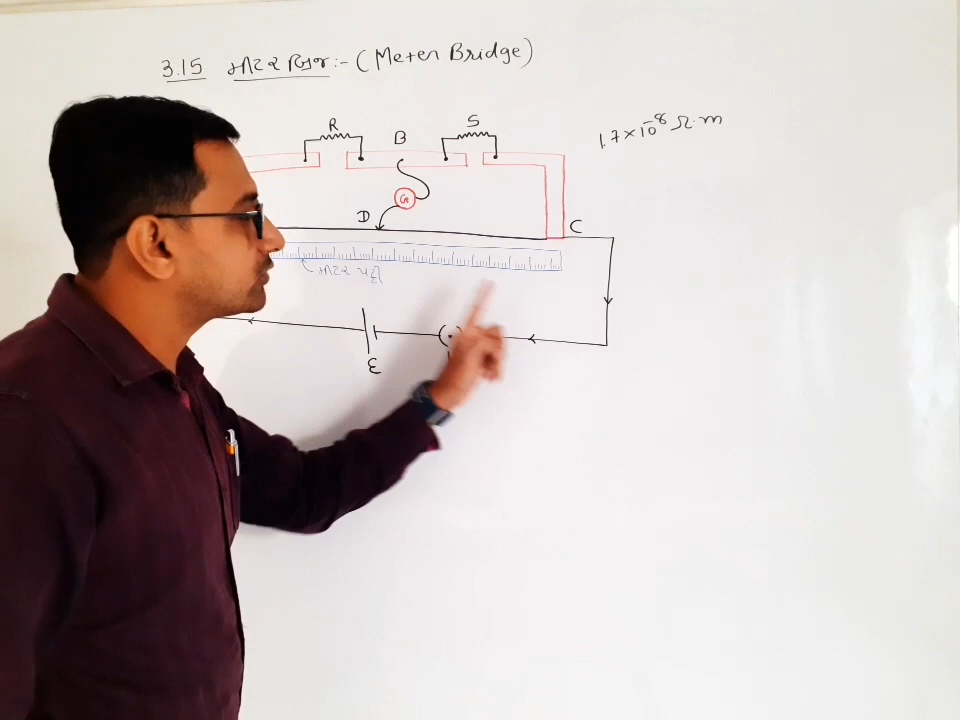 3.15 મીટર બ્રિજ :- (Meter Bridge)
R
S
B
1.7×10⁻⁸ Ω.m
G
D
C
મીટર પટ્ટી
ε